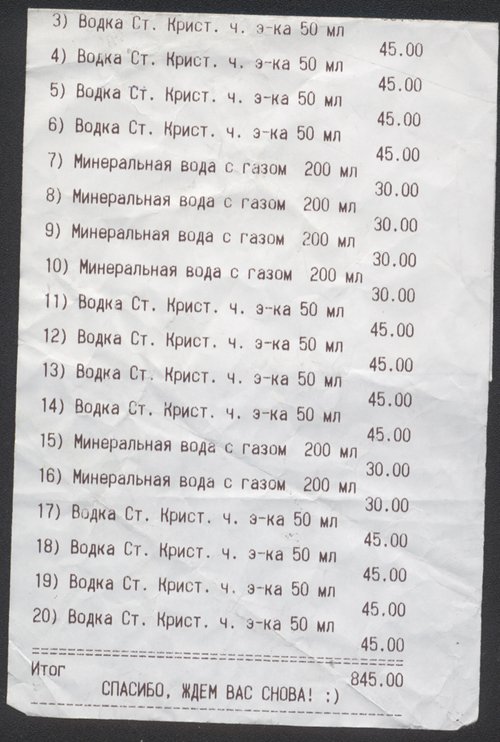 3) Водка Ст. Крист. ч. э-ка 50 мл
45.00
4) Водка Ст. Крист. ч. э-ка 50 мл
45.00
5) Водка Ст. Крист. ч. э-ка 50 мл
45.00
6) Водка Ст. Крист. ч. э-ка 50 мл
45.00
7) Минеральная вода с газом 200 мл
30.00
8) Минеральная вода с газом 200 мл
30.00
9) Минеральная вода с газом 200 мл
30.00
10) Минеральная вода с газом 200 мл
30.00
11) Водка Ст. Крист. ч. э-ка 50 мл
45.00
12) Водка Ст. Крист. ч. э-ка 50 мл
45.00
13) Водка Ст. Крист. ч. э-ка 50 мл
45.00
14) Водка Ст. Крист. ч. э-ка 50 мл
45.00
15) Минеральная вода с газом 200 мл
30.00
16) Минеральная вода с газом 200 мл
30.00
17) Водка Ст. Крист. ч. э-ка 50 мл
45.00
18) Водка Ст. Крист. ч. э-ка 50 мл
45.00
19) Водка Ст. Крист. ч. э-ка 50 мл
45.00
20) Водка Ст. Крист. ч. э-ка 50 мл
45.00
Итог 845.00
СПАСИБО, ЖДЕМ ВАС СНОВА! :)